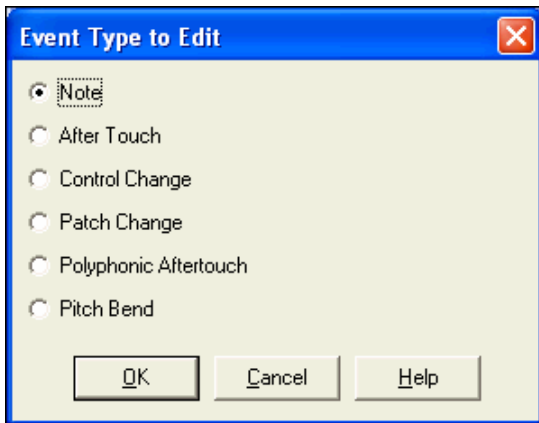 Event Type to Edit
Note
After Touch
Control Change
Patch Change
Polyphonic Aftertouch
Pitch Bend
OK Cancel Help